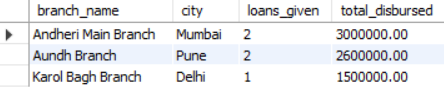 branch_name city loans_given total_disbursed
Andheri Main Branch Mumbai 2 3000000.00
Aundh Branch Pune 2 2600000.00
Karol Bagh Branch Delhi 1 1500000.00